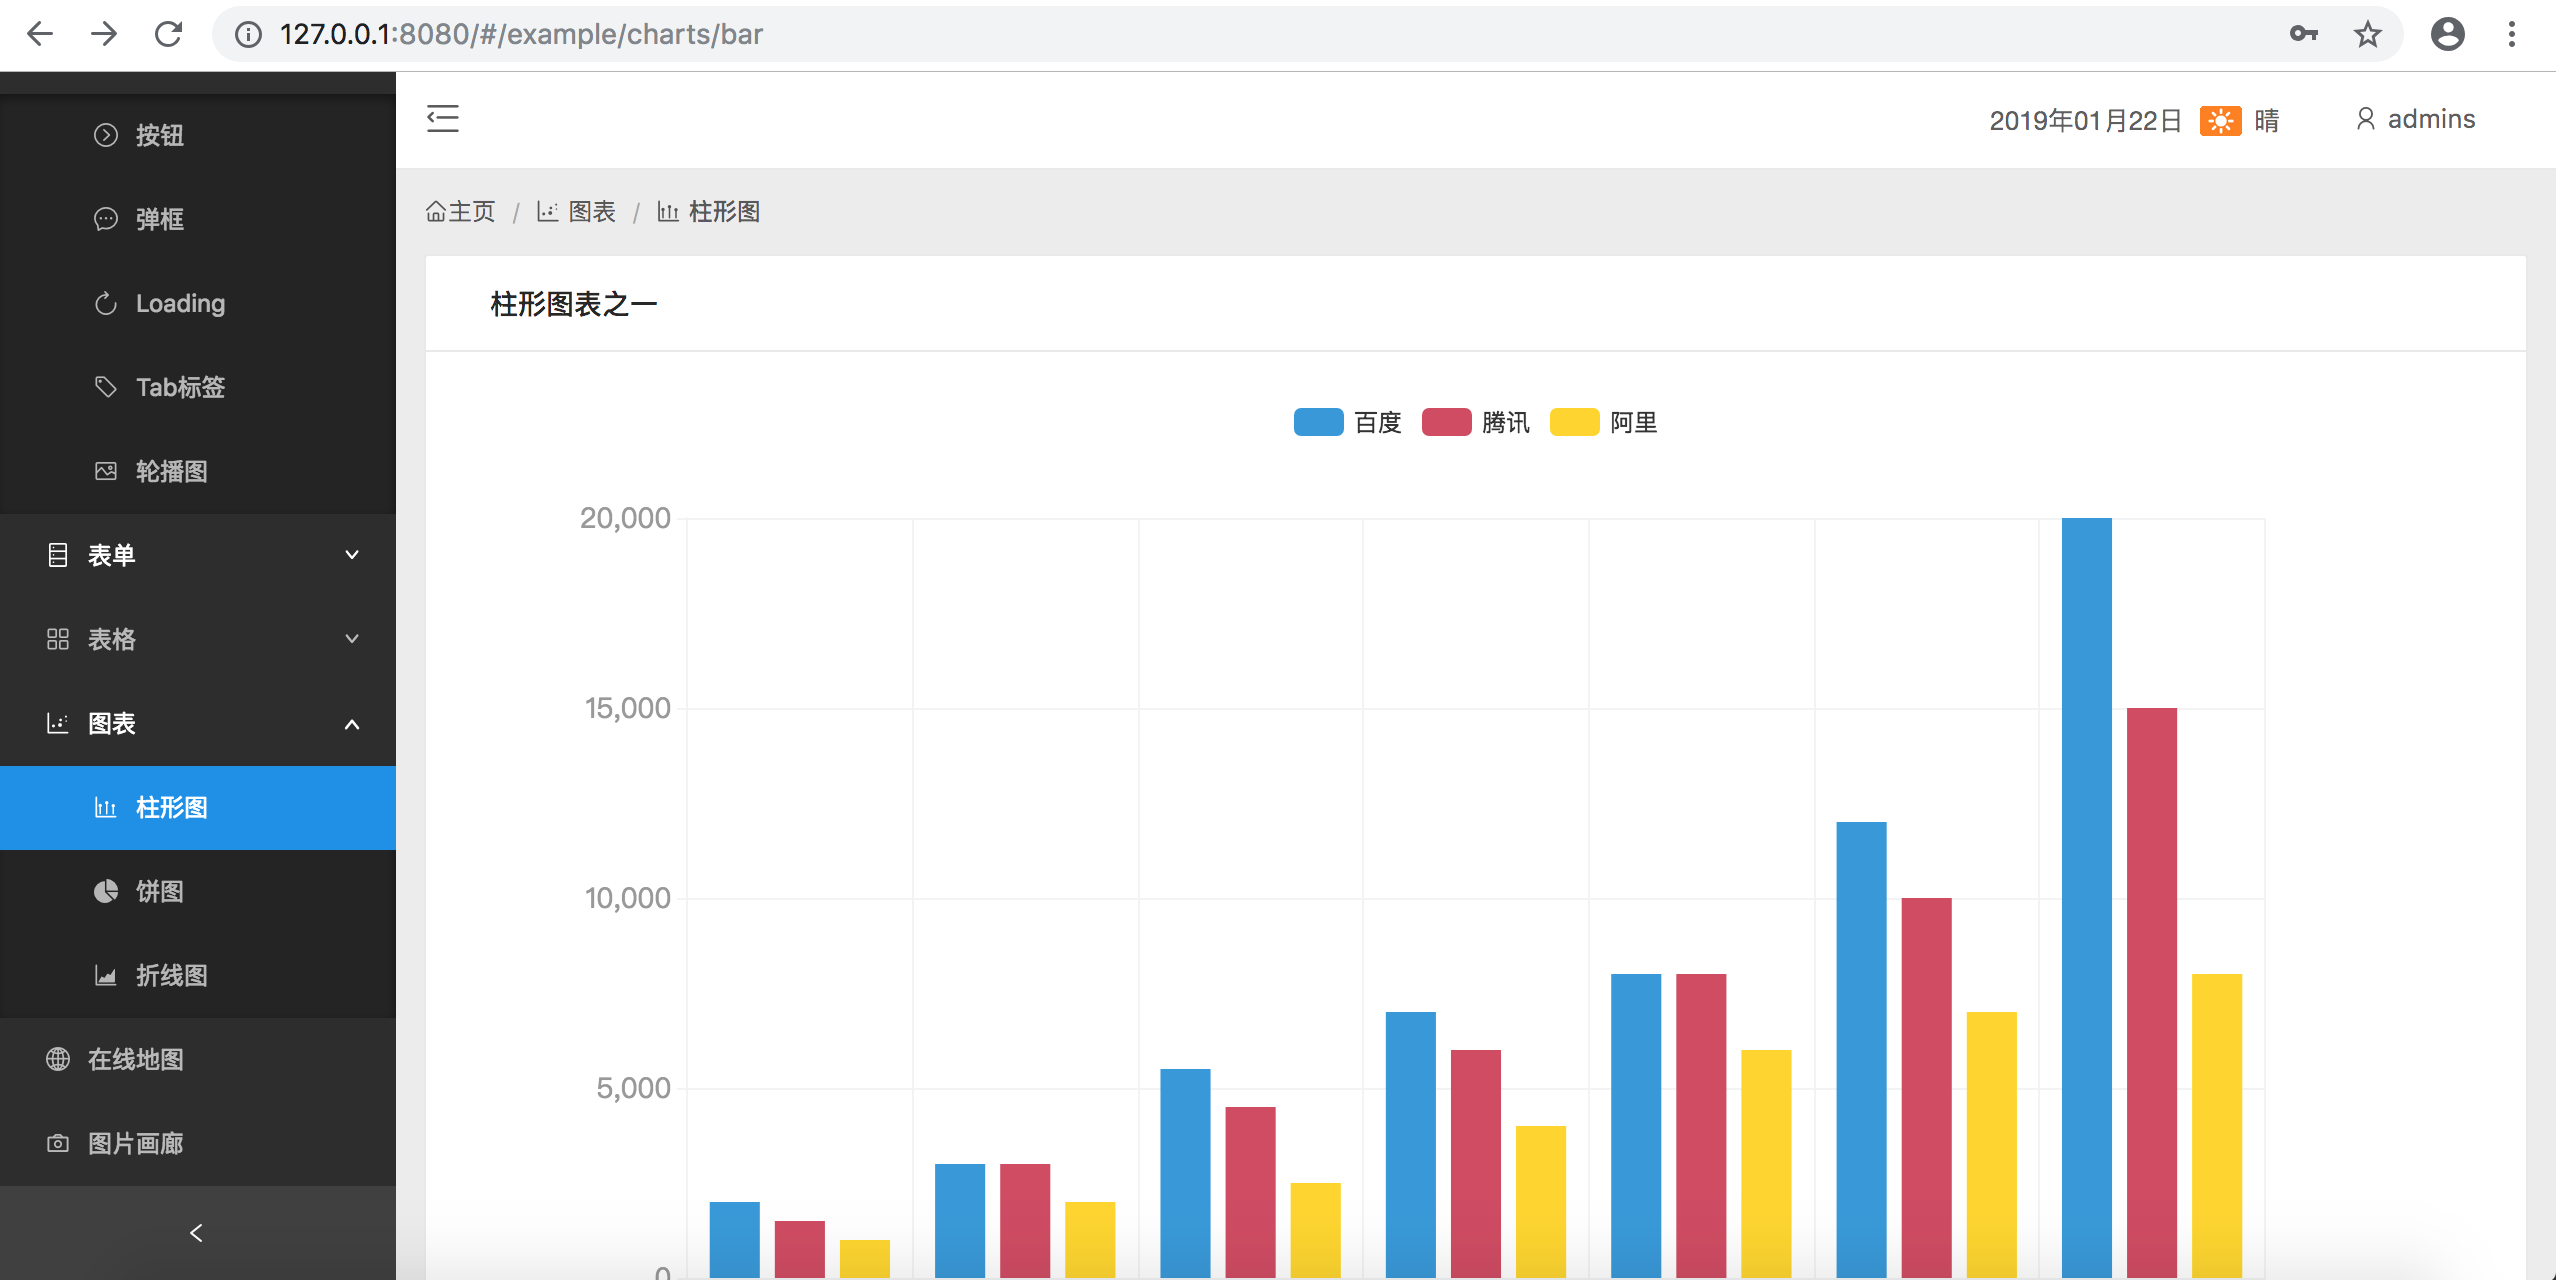 127.0.0.1:8080/#/example/charts/bar
按钮
弹框
Loading
Tab标签
轮播图
表单
表格
图表
柱形图
饼图
折线图
在线地图
图片画廊
2019年01月22日 晴 admins
主页 / 图表 / 柱形图
柱形图表之一
百度 腾讯 阿里
20,000
15,000
10,000
5,000
0